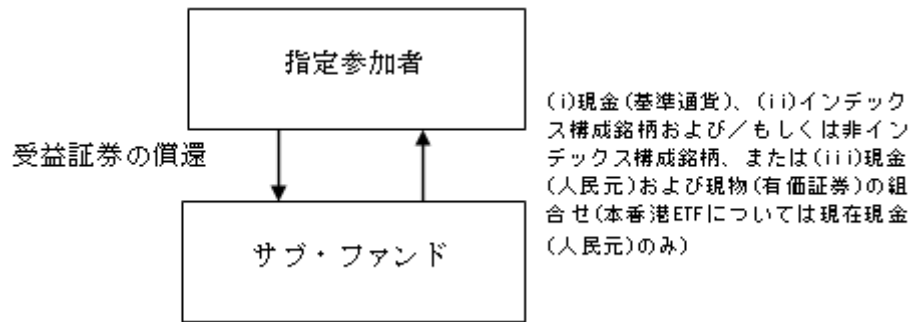 指定参加者
受益証券の償還
(i)現金(基準通貨)、(ii)インデック
ス構成銘柄および／もしくは非イン
デックス構成銘柄、または(iii)現金
(人民元)および現物(有価証券)の組
合せ(本香港ETFについては現在現金
(人民元)のみ)
サブ・ファンド